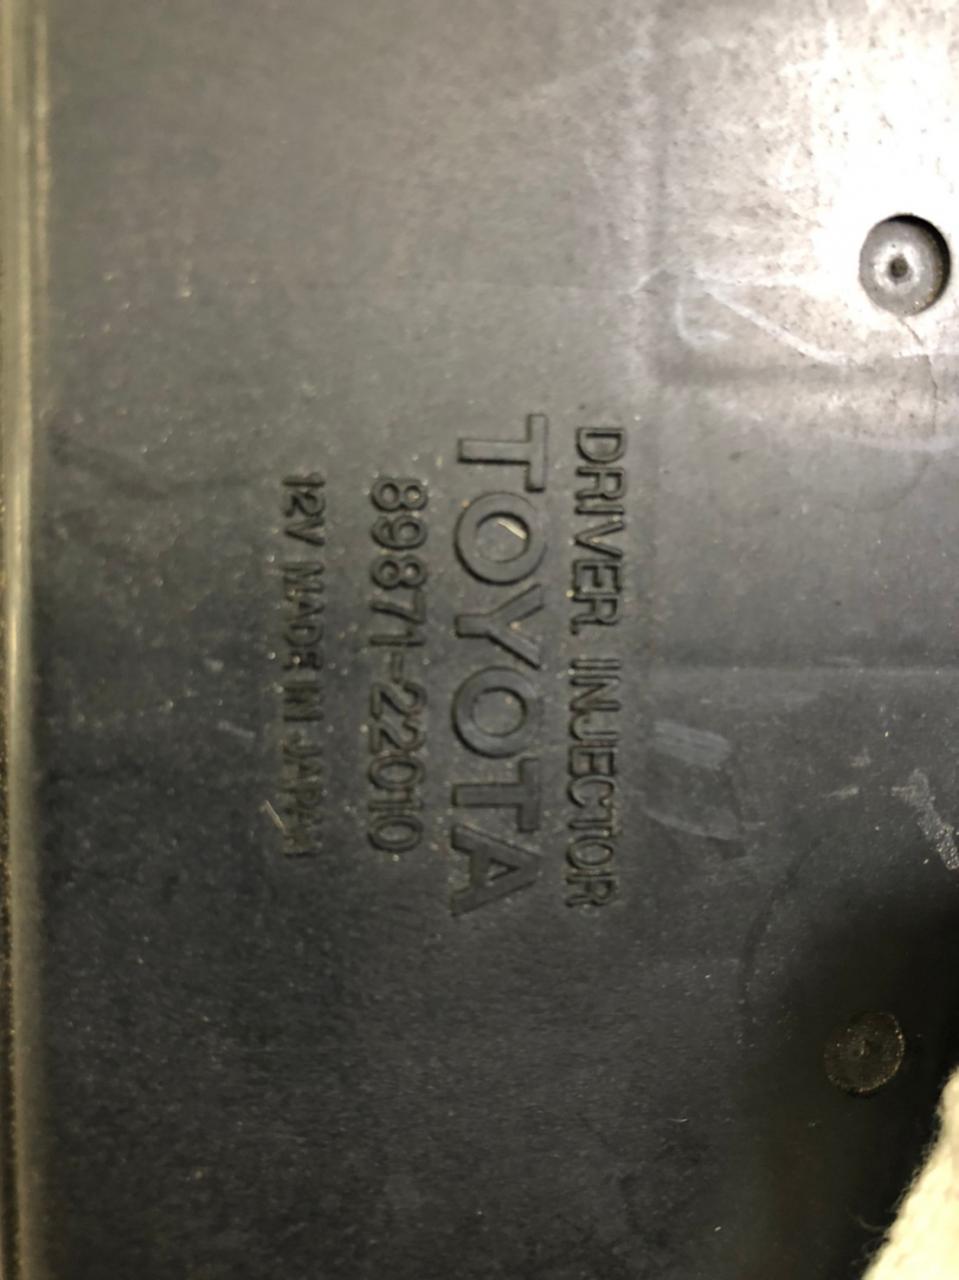 DRIVER INJECTOR
TOYOTA
89871-22010
12V MADE IN JAPAN